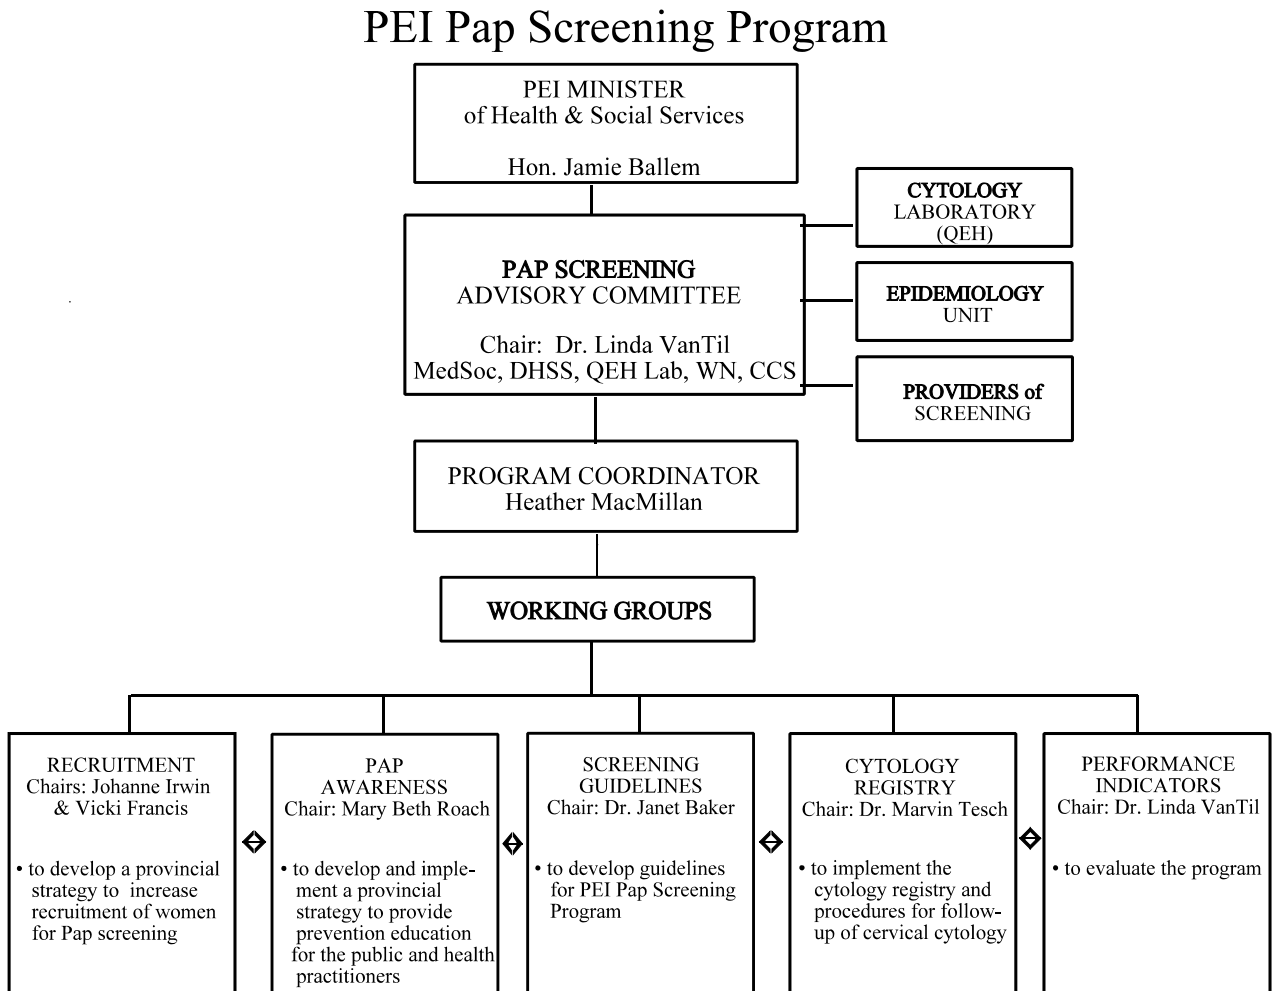 PEI Pap Screening Program
PEI MINISTER
of Health & Social Services
Hon. Jamie Ballem
CYTOLOGY
LABORATORY
(QEH)
PAP SCREENING
ADVISORY COMMITTEE
Chair:  Dr. Linda VanTil
MedSoc, DHSS, QEH Lab, WN, CCS
EPIDEMIOLOGY
UNIT
PROVIDERS of
SCREENING
PROGRAM COORDINATOR
Heather MacMillan
WORKING GROUPS
RECRUITMENT
Chairs: Johanne Irwin
& Vicki Francis
• to develop a provincial
strategy to  increase
recruitment of women
for Pap screening
PAP
AWARENESS
Chair: Mary Beth Roach
• to develop and imple-
ment a provincial
strategy to provide
prevention education
for the public and health
practitioners
SCREENING
GUIDELINES
Chair: Dr. Janet Baker
• to develop guidelines
for PEI Pap Screening
Program
CYTOLOGY
REGISTRY
Chair: Dr. Marvin Tesch
• to implement the
cytology registry and
procedures for follow-
up of cervical cytology
PERFORMANCE
INDICATORS
Chair: Dr. Linda VanTil
• to evaluate the program